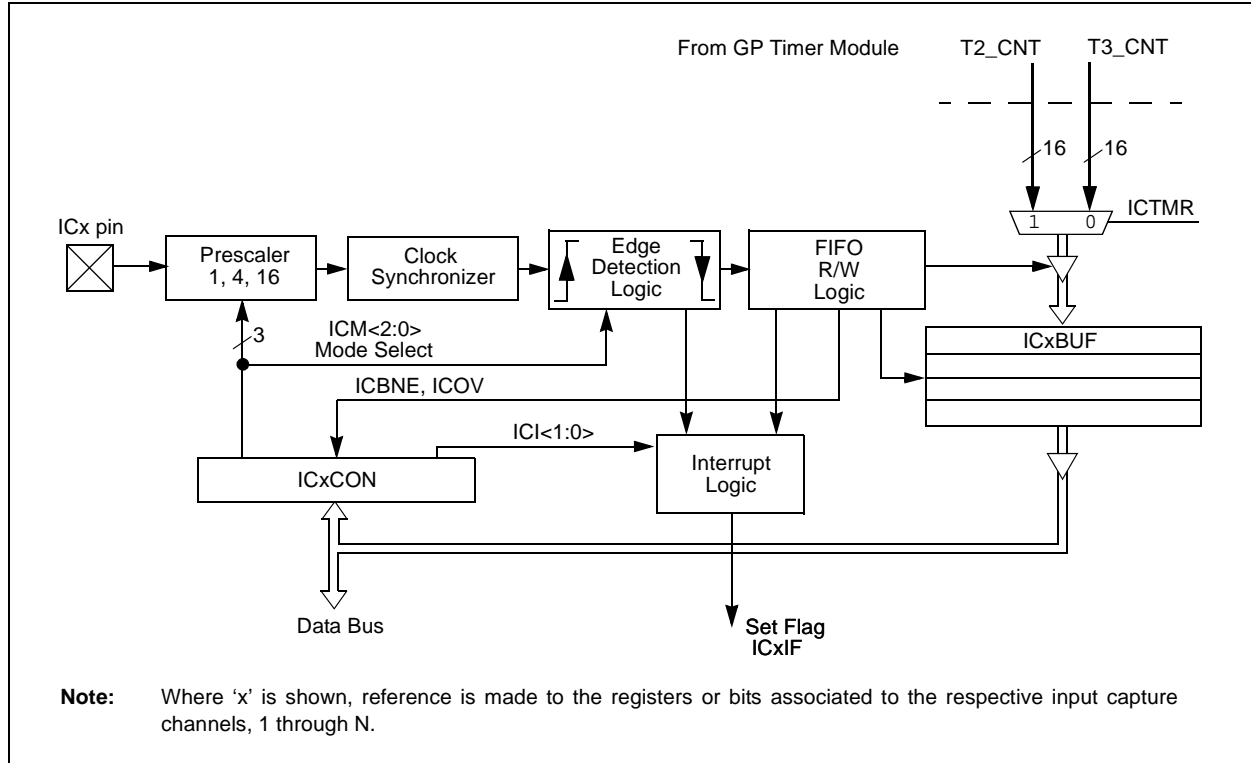 From GP Timer Module T2_CNT T3_CNT
16 16
ICx pin
1 0 ICTMR
Prescaler
1, 4, 16
Clock
Synchronizer
Edge
Detection
Logic
FIFO
R/W
Logic
3
ICM<2:0>
Mode Select
ICxBUF
ICBNE, ICOV
ICI<1:0>
ICxCON
Interrupt
Logic
Data Bus
Set Flag
ICxIF
Note: Where ‘x’ is shown, reference is made to the registers or bits associated to the respective input capture
channels, 1 through N.